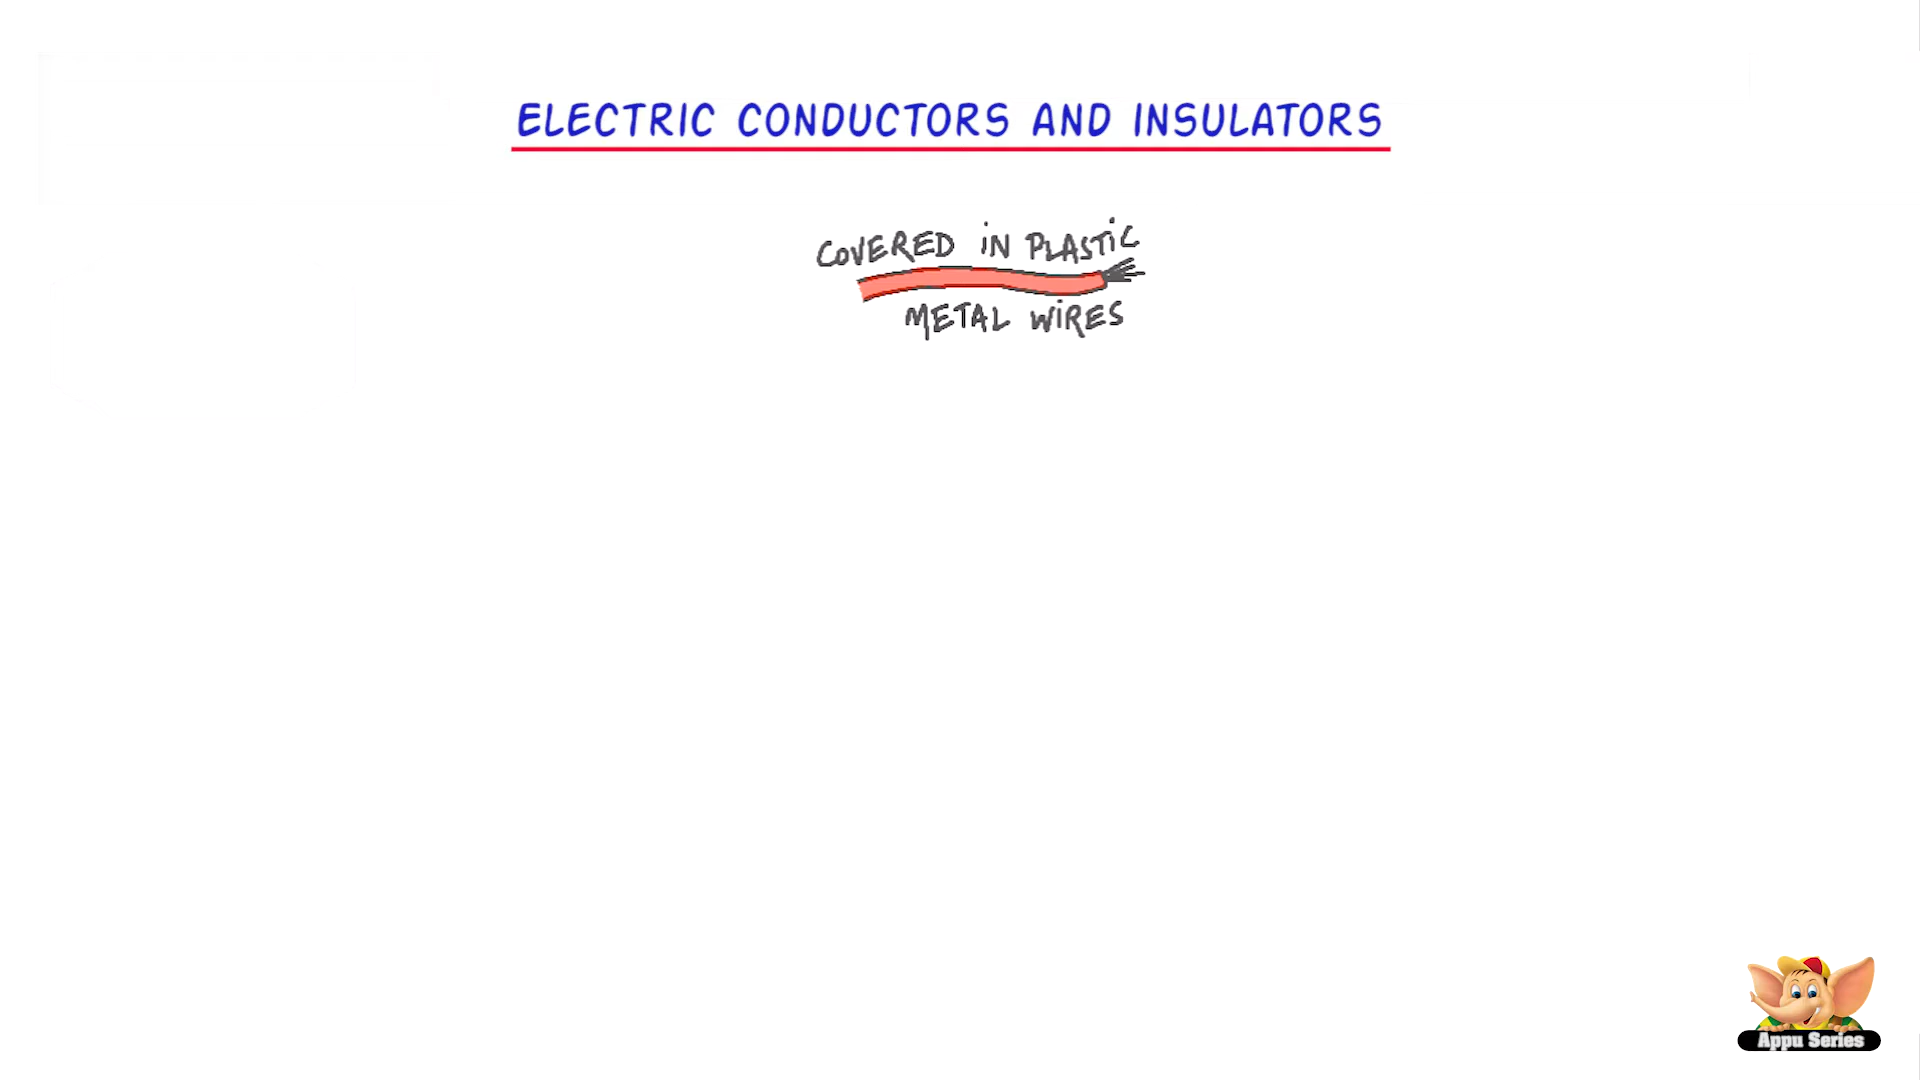 ELECTRIC CONDUCTORS AND INSULATORS
COVERED IN PLASTIC
METAL WIRES
Appu Series